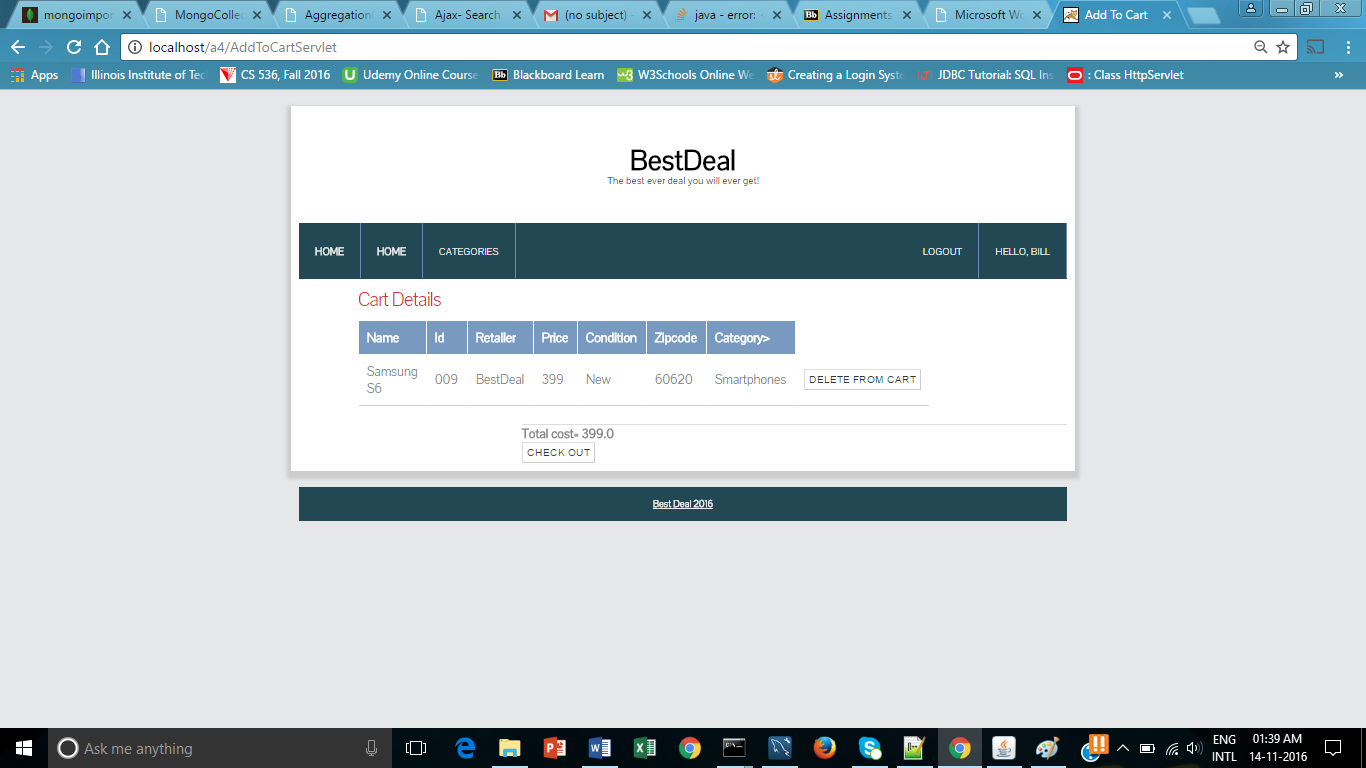 mongoimpor
MongoCollec
Aggregation
Ajax- Search
(no subject) -
java - error:
Assignments
Microsoft Wo
Add To Cart
localhost/a4/AddToCartServlet
Apps
Illinois Institute of Tec
CS 536, Fall 2016
Udemy Online Course
Bb Blackboard Learn
W3Schools Online We
Creating a Login Syste
JDBC Tutorial: SQL Ins
: Class HttpServlet
»
BestDeal
The best ever deal you will ever get!
HOME HOME CATEGORIES LOGOUT HELLO, BILL
Cart Details
Name Id Retailer Price Condition Zipcode Category>
Samsung S6 009 BestDeal 399 New 60620 Smartphones DELETE FROM CART
Total cost= 399.0
CHECK OUT
Best Deal 2016
Ask me anything
ENG
INTL
01:39 AM
14-11-2016